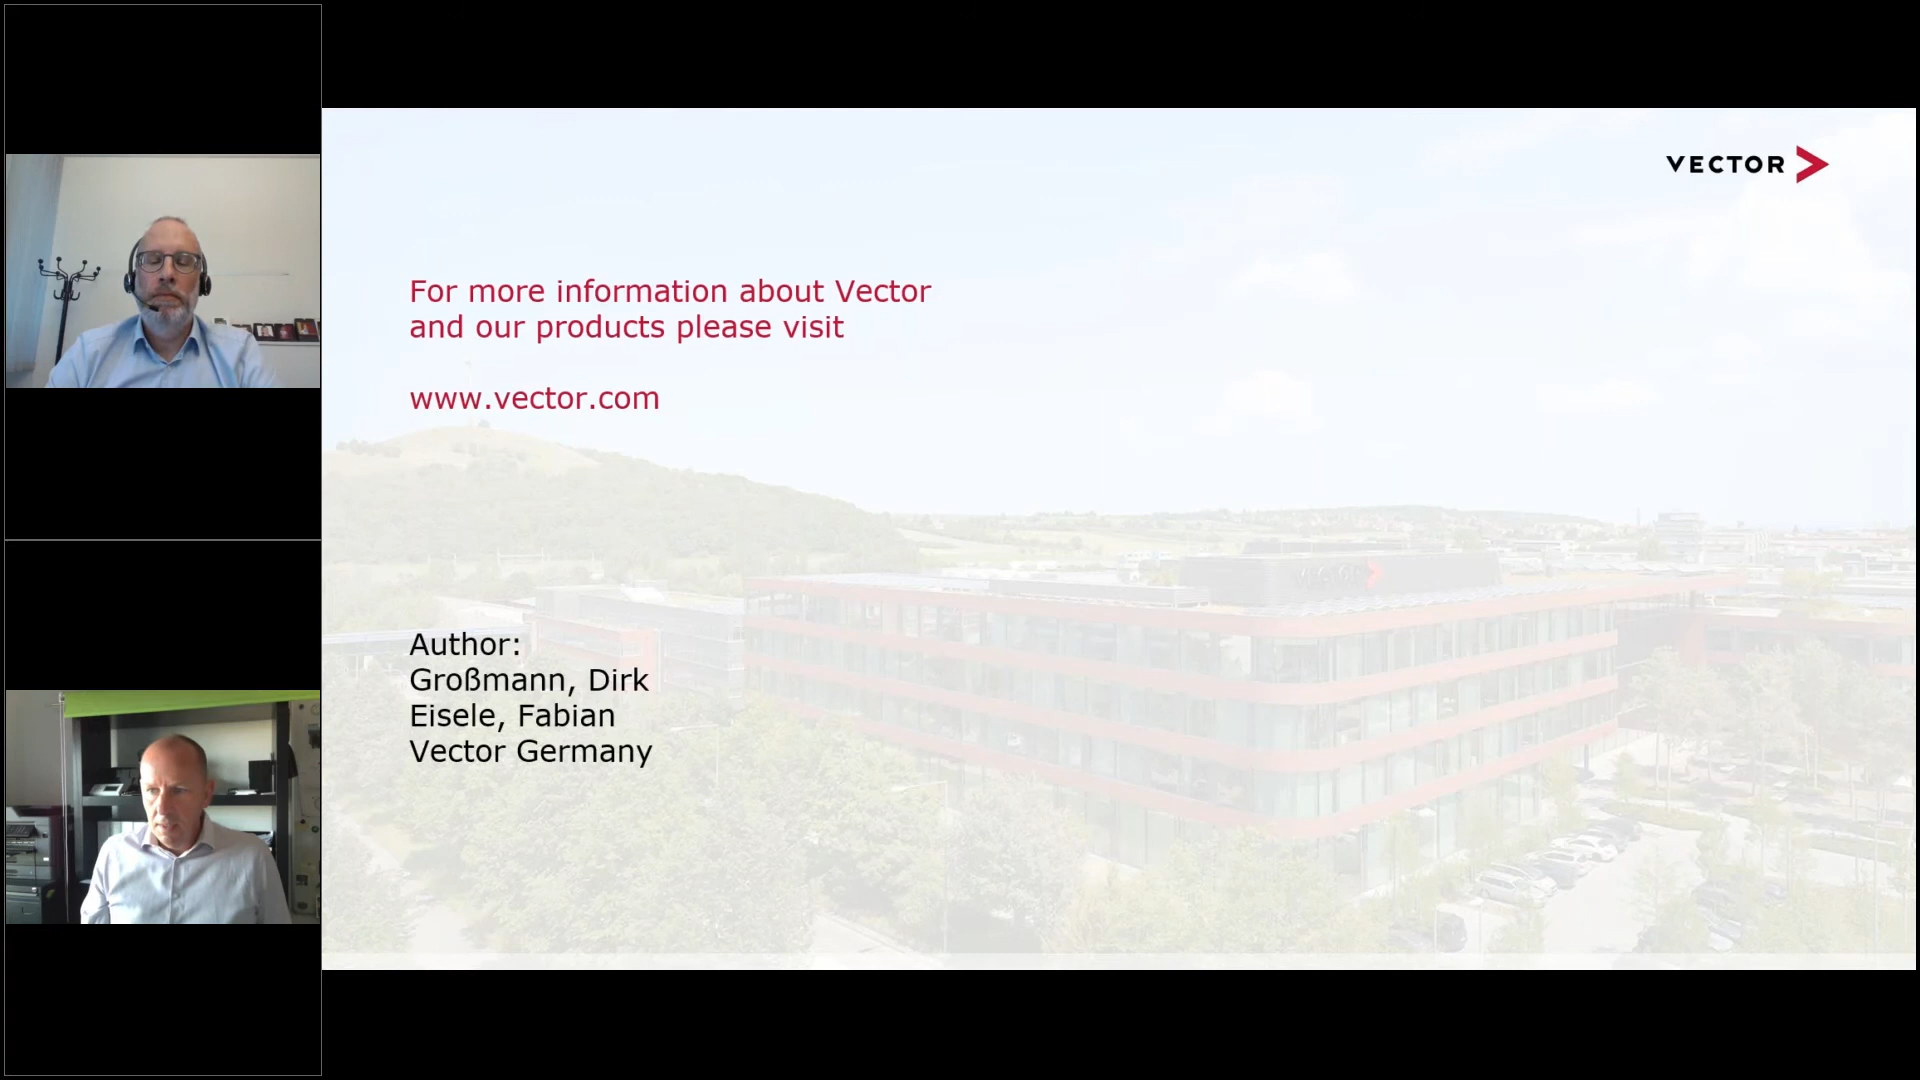 VECTOR
For more information about Vector
and our products please visit
www.vector.com
VECTOR
Author:
Großmann, Dirk
Eisele, Fabian
Vector Germany